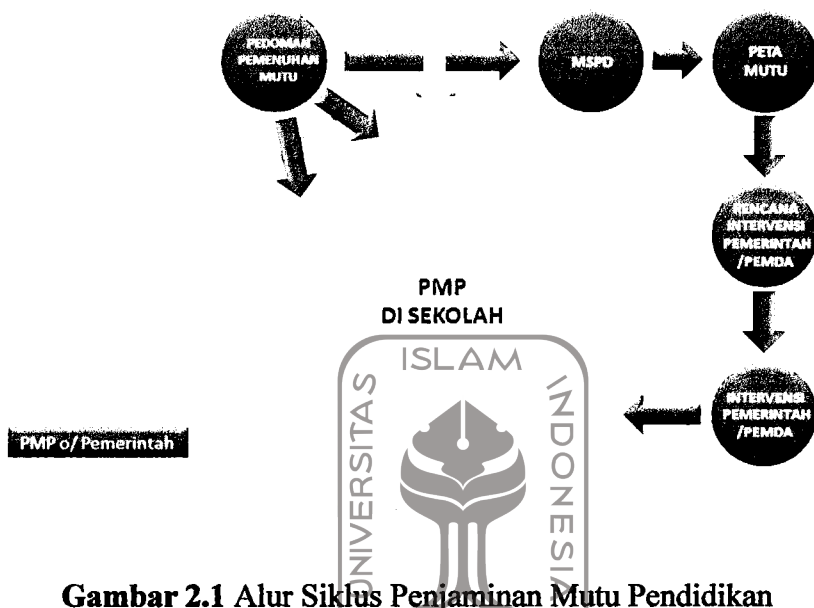 PEDOMAN
PEMENUHAN
MUTU
MSPD
PETA
MUTU
RENCANA
INTERVENSI
PEMERINTAH
/PEMDA
PMP
DI SEKOLAH
INTERVENSI
PEMERINTAH
/PEMDA
PMP o/ Pemerintah
UNIVERSITAS
ISLAM
INDONESIA
Gambar 2.1 Alur Siklus Penjaminan Mutu Pendidikan